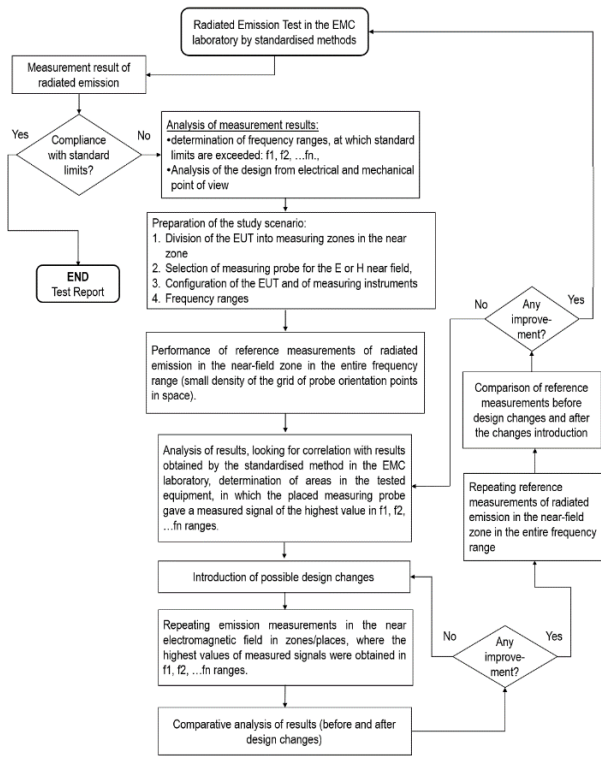 Radiated Emission Test in the EMC
laboratory by standardised methods
Measurement result of
radiated emission
Yes
Compliance
with standard
limits?
No
Analysis of measurement results:
•determination of frequency ranges, at which standard
limits are exceeded: f1, f2, …fn.,
•Analysis of the design from electrical and mechanical
point of view
END
Test Report
Preparation of the study scenario:
1. Division of the EUT into measuring zones in the near
zone
2. Selection of measuring probe for the E or H near field,
3. Configuration of the EUT and of measuring instruments
4. Frequency ranges
Performance of reference measurements of radiated
emission in the near-field zone in the entire frequency
range (small density of the grid of probe orientation points
in space).
Analysis of results, looking for correlation with results
obtained by the standardised method in the EMC
laboratory, determination of areas in the tested
equipment, in which the placed measuring probe
gave a measured signal of the highest value in f1, f2,
…fn ranges.
Introduction of possible design changes
Repeating emission measurements in the near
electromagnetic field in zones/places, where the
highest values of measured signals were obtained in
f1, f2, …fn ranges.
Comparative analysis of results (before and after
design changes)
No
Any
improve-
ment?
Yes
Repeating reference
measurements of radiated
emission in the near-field
zone in the entire frequency
range
Comparison of reference
measurements before
design changes and after
the changes introduction
No
Any
improve-
ment?
Yes